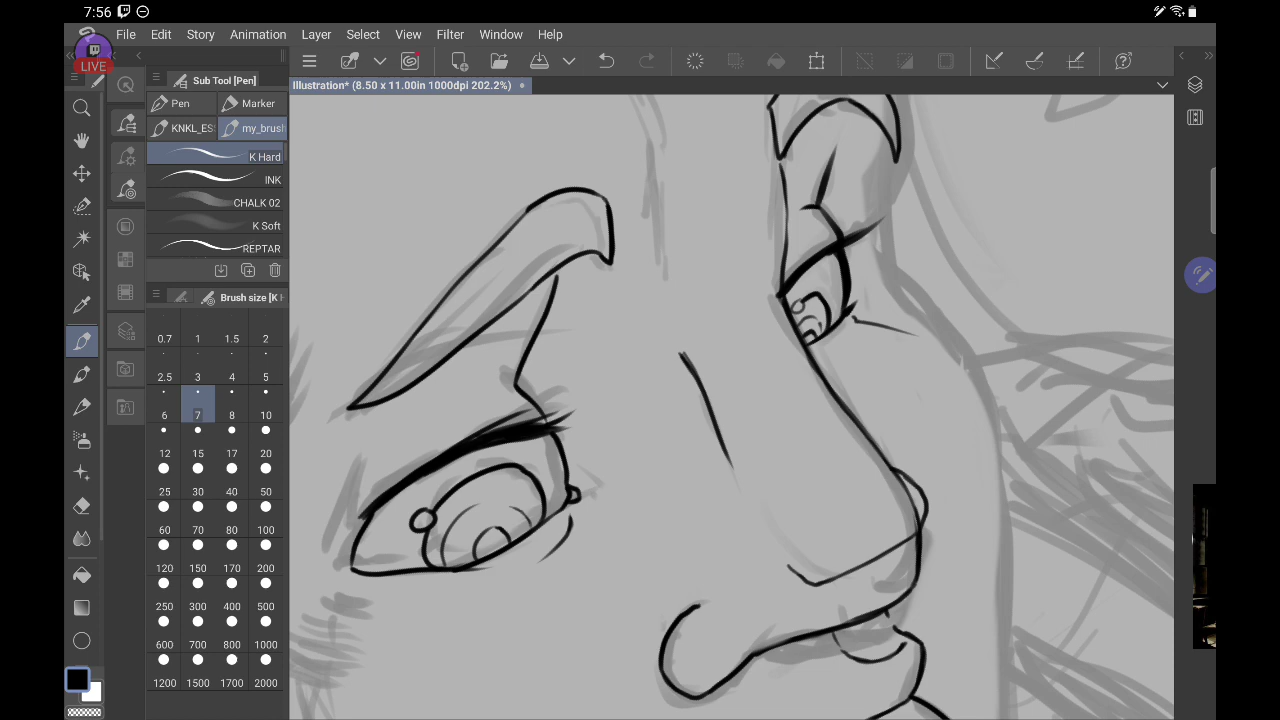 7:56
LIVE
File Edit Story Animation Layer Select View Filter Window Help
Sub Tool [Pen]
Illustration* (8.50 x 11.00in 1000dpi 202.2%)
Pen Marker
KNKL_ES my_brush
K Hard
INK
CHALK 02
K Soft
REPTAR
Brush size [K H
0.7 1 1.5 2
2.5 3 4 5
6 7 8 10
12 15 17 20
25 30 40 50
60 70 80 100
120 150 170 200
250 300 400 500
600 700 800 1000
1200 1500 1700 2000